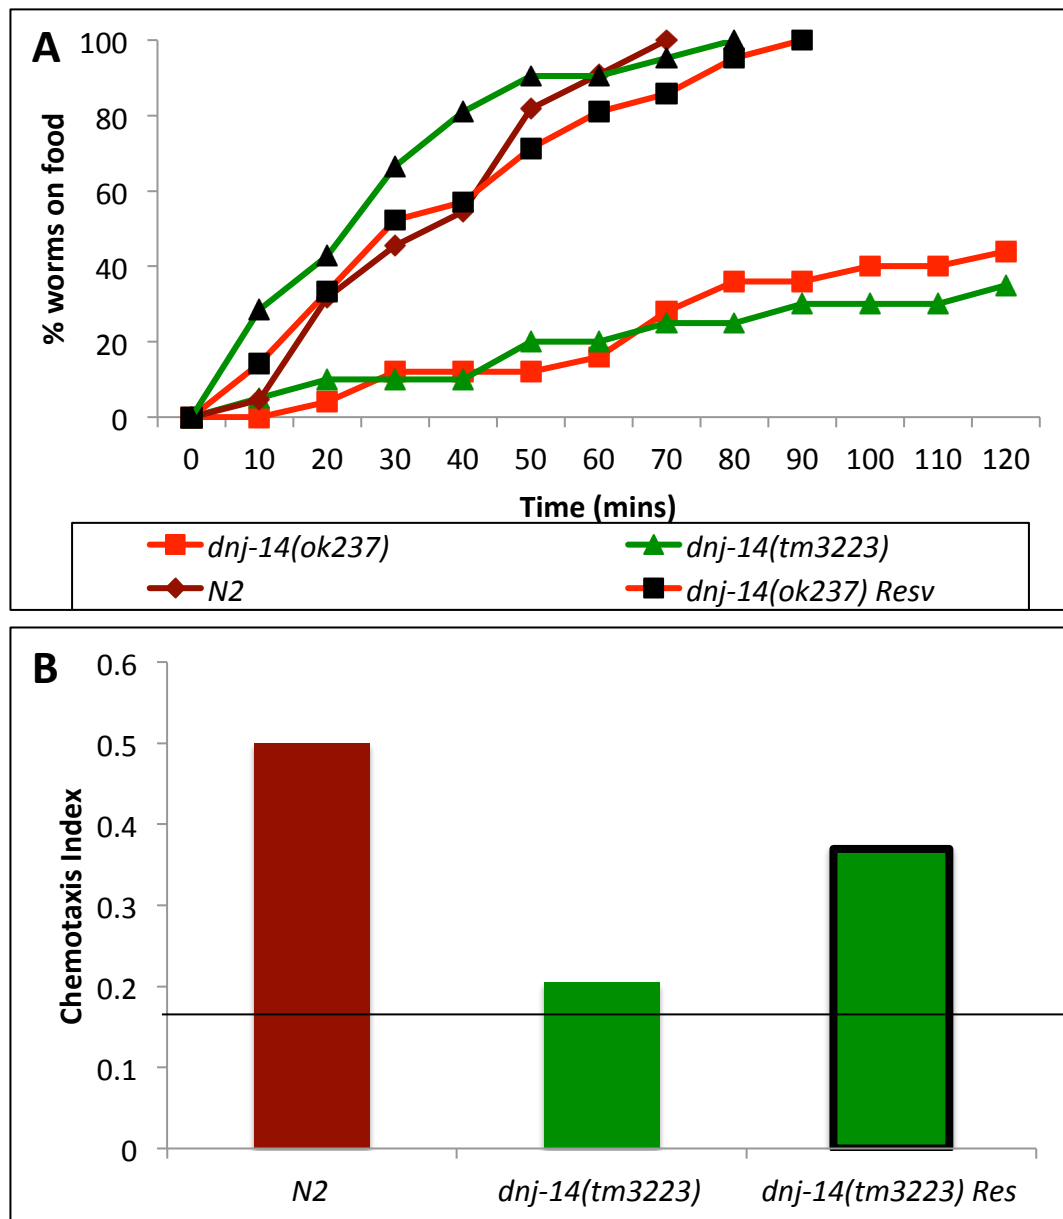 A
% worms on food
100
80
60
40
20
0
0 10 20 30 40 50 60 70 80 90 100 110 120
Time (mins)
dnj-14(ok237) dnj-14(tm3223)
N2 dnj-14(ok237) Resv
B
Chemotaxis Index
0.6
0.5
0.4
0.3
0.2
0.1
0
N2 dnj-14(tm3223) dnj-14(tm3223) Res